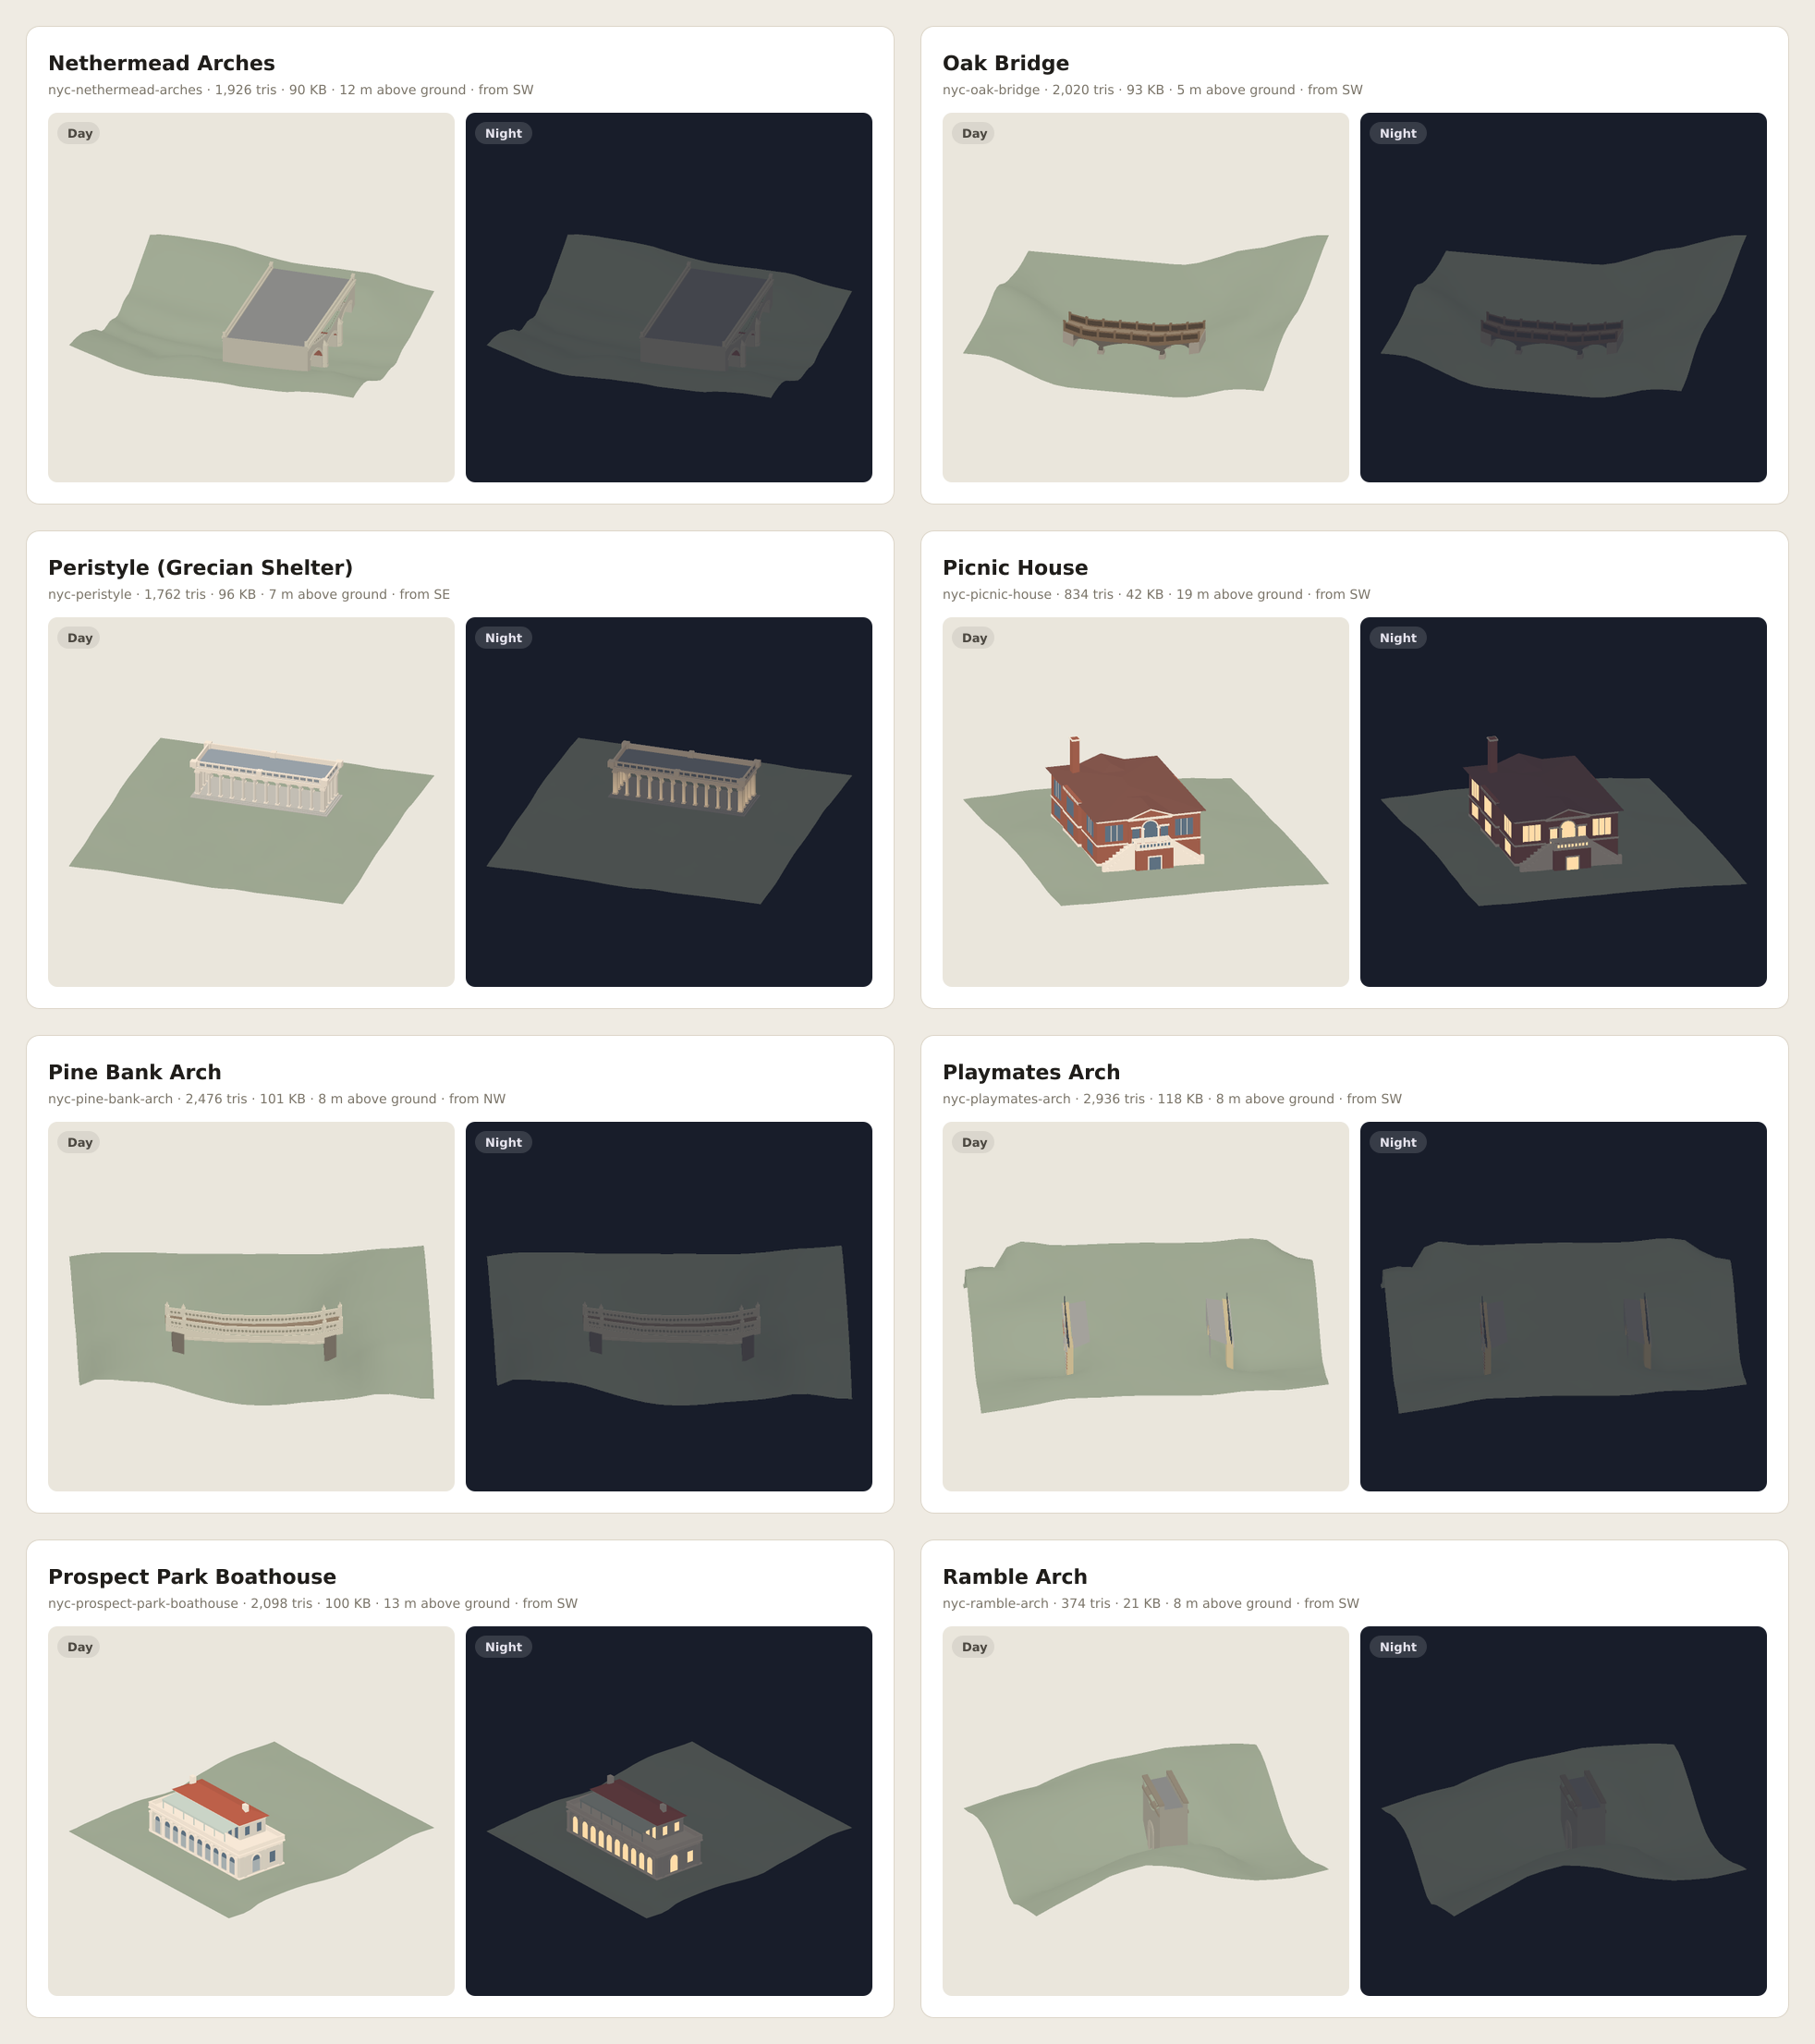 Nethermead Arches
nyc-nethermead-arches · 1,926 tris · 90 KB · 12 m above ground · from SW
Day
Night
Oak Bridge
nyc-oak-bridge · 2,020 tris · 93 KB · 5 m above ground · from SW
Day
Night
Peristyle (Grecian Shelter)
nyc-peristyle · 1,762 tris · 96 KB · 7 m above ground · from SE
Day
Night
Picnic House
nyc-picnic-house · 834 tris · 42 KB · 19 m above ground · from SW
Day
Night
Pine Bank Arch
nyc-pine-bank-arch · 2,476 tris · 101 KB · 8 m above ground · from NW
Day
Night
Playmates Arch
nyc-playmates-arch · 2,936 tris · 118 KB · 8 m above ground · from SW
Day
Night
Prospect Park Boathouse
nyc-prospect-park-boathouse · 2,098 tris · 100 KB · 13 m above ground · from SW
Day
Night
Ramble Arch
nyc-ramble-arch · 374 tris · 21 KB · 8 m above ground · from SW
Day
Night